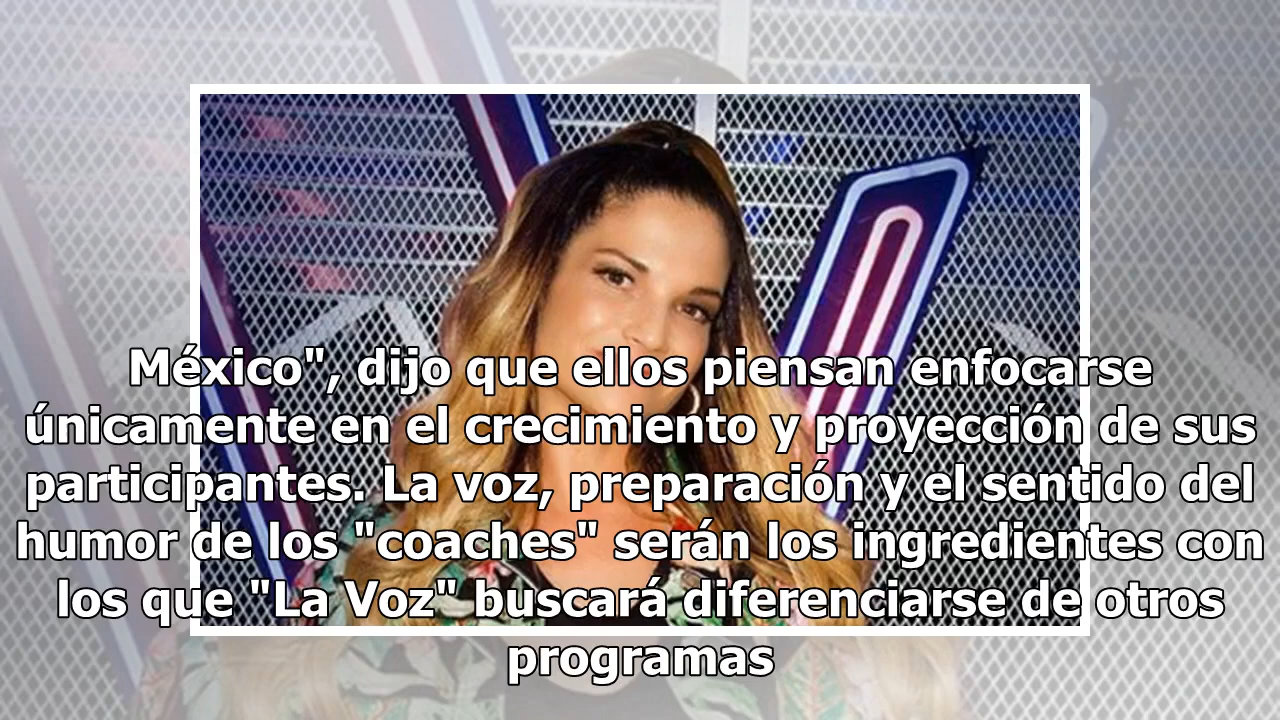 México", dijo que ellos piensan enfocarse
únicamente en el crecimiento y proyección de sus
participantes. La voz, preparación y el sentido del
humor de los "coaches" serán los ingredientes con
los que "La Voz" buscará diferenciarse de otros
programas